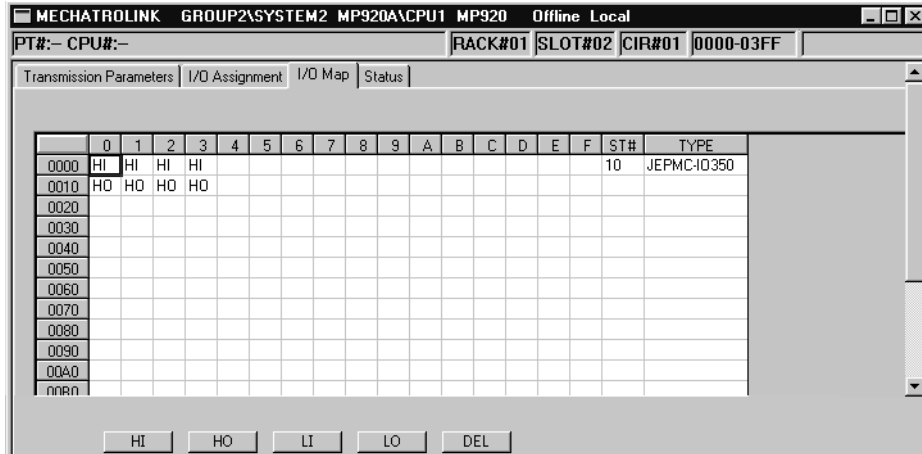 MECHATROLINK GROUP2\SYSTEM2 MP920A\CPU1 MP920 Offline Local
PT#:– CPU#:– RACK#01 SLOT#02 CIR#01 0000-03FF
Transmission Parameters I/O Assignment I/O Map Status
0 1 2 3 4 5 6 7 8 9 A B C D E F ST# TYPE
0000 HI HI HI HI 10 JEPMC-IO350
0010 HO HO HO HO
0020
0030
0040
0050
0060
0070
0080
0090
00A0
00B0
HI HO LI LO DEL